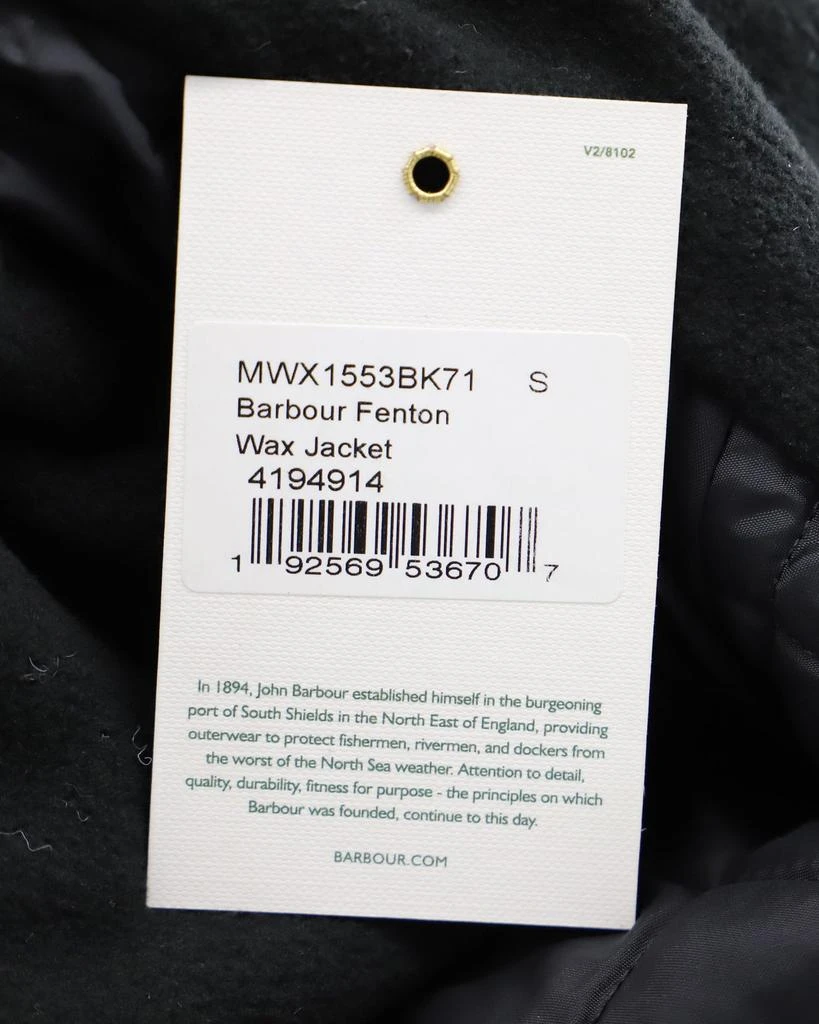 V2/8102
MWX1553BK71 S
Barbour Fenton
Wax Jacket
4194914
1 92569 53670 7
In 1894, John Barbour established himself in the burgeoning
port of South Shields in the North East of England, providing
outerwear to protect fishermen, rivermen, and dockers from
the worst of the North Sea weather. Attention to detail,
quality, durability, fitness for purpose - the principles on which
Barbour was founded, continue to this day.
BARBOUR.COM